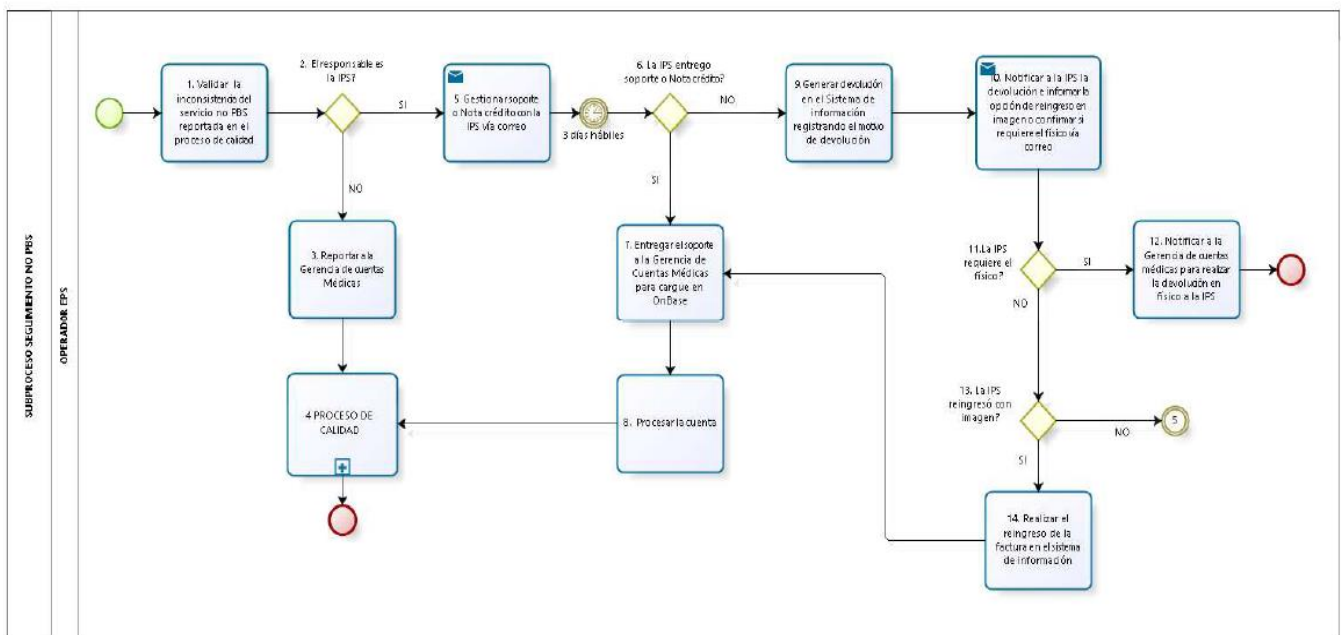 SUBPROCESO SEGUIMIENTO NO PBS
OPERADOR EPS
1. Validar la
inconsistencia del
servicio no PBS
reportada en el
proceso de calidad
2. El responsable es
la IPS?
SI
NO
3. Reportar a la
Gerencia de cuentas
Médicas
4 PROCESO DE
CALIDAD
5. Gestionar soporte
o Nota crédito con la
IPS vía correo
3 días hábiles
6. La IPS entrego
soporte o Nota crédito?
NO
SI
7. Entregar el soporte
a la Gerencia de
Cuentas Médicas
para cargue en
OnBase
8. Procesar la cuenta
9. Generar devolución
en el Sistema de
información
registrando el motivo
de devolución
10. Notificar a la IPS la
devolución e informar la
opción de reingreso en
imagen o confirmar si
requiere el físico vía
correo
11. La IPS
requiere el
físico?
SI
NO
12. Notificar a la
Gerencia de cuentas
médicas para realizar
la devolución en
físico a la IPS
13. La IPS
reingresó con
imagen?
NO
5
SI
14. Realizar el
reingreso de la
factura en el sistema
de información